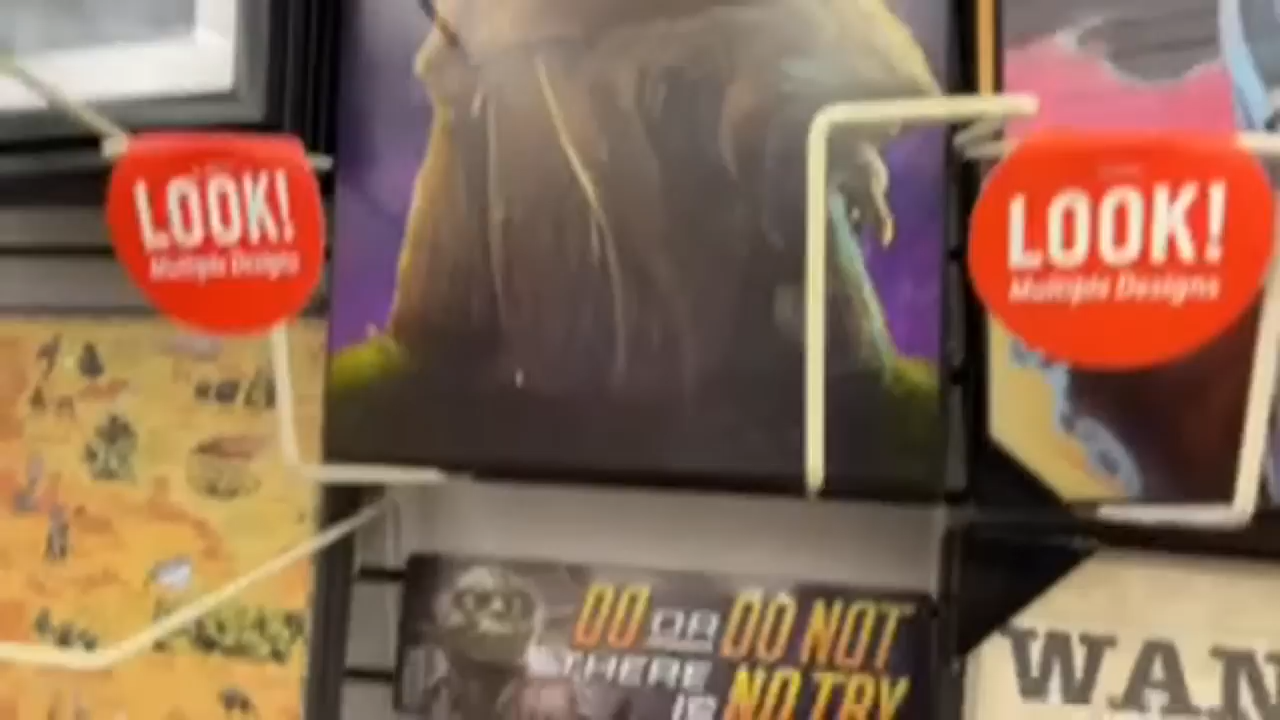 LOOK!
Multiple Designs
LOOK!
Multiple Designs
DO OR DO NOT
THERE
IS NO TRY
WAN